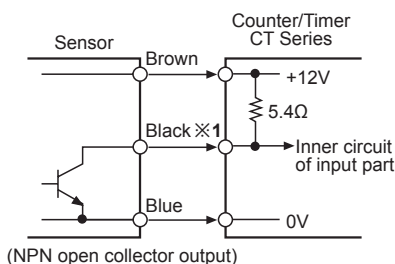 Counter/Timer
CT Series
Sensor
Brown
+12V
5.4Ω
Black ※1
Inner circuit
of input part
Blue
0V
(NPN open collector output)